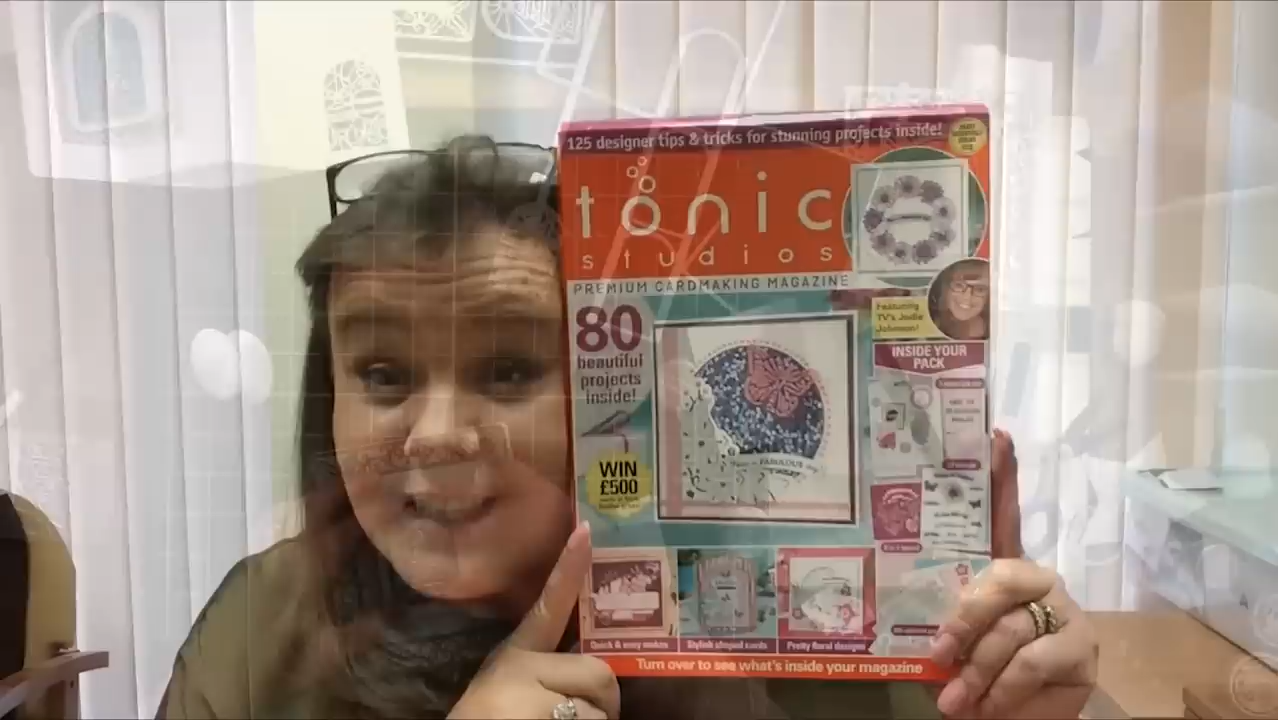 125 designer tips & tricks for stunning projects inside!
tonic
studios
PREMIUM CARDMAKING MAGAZINE
80
beautiful
projects
inside!
Featuring
TV's Jodie
Johnson!
INSIDE YOUR
PACK
WIN
£500
FABULOUS day
Quick & easy makes
Stylish shaped cards
Pretty floral designs
Turn over to see what's inside your magazine